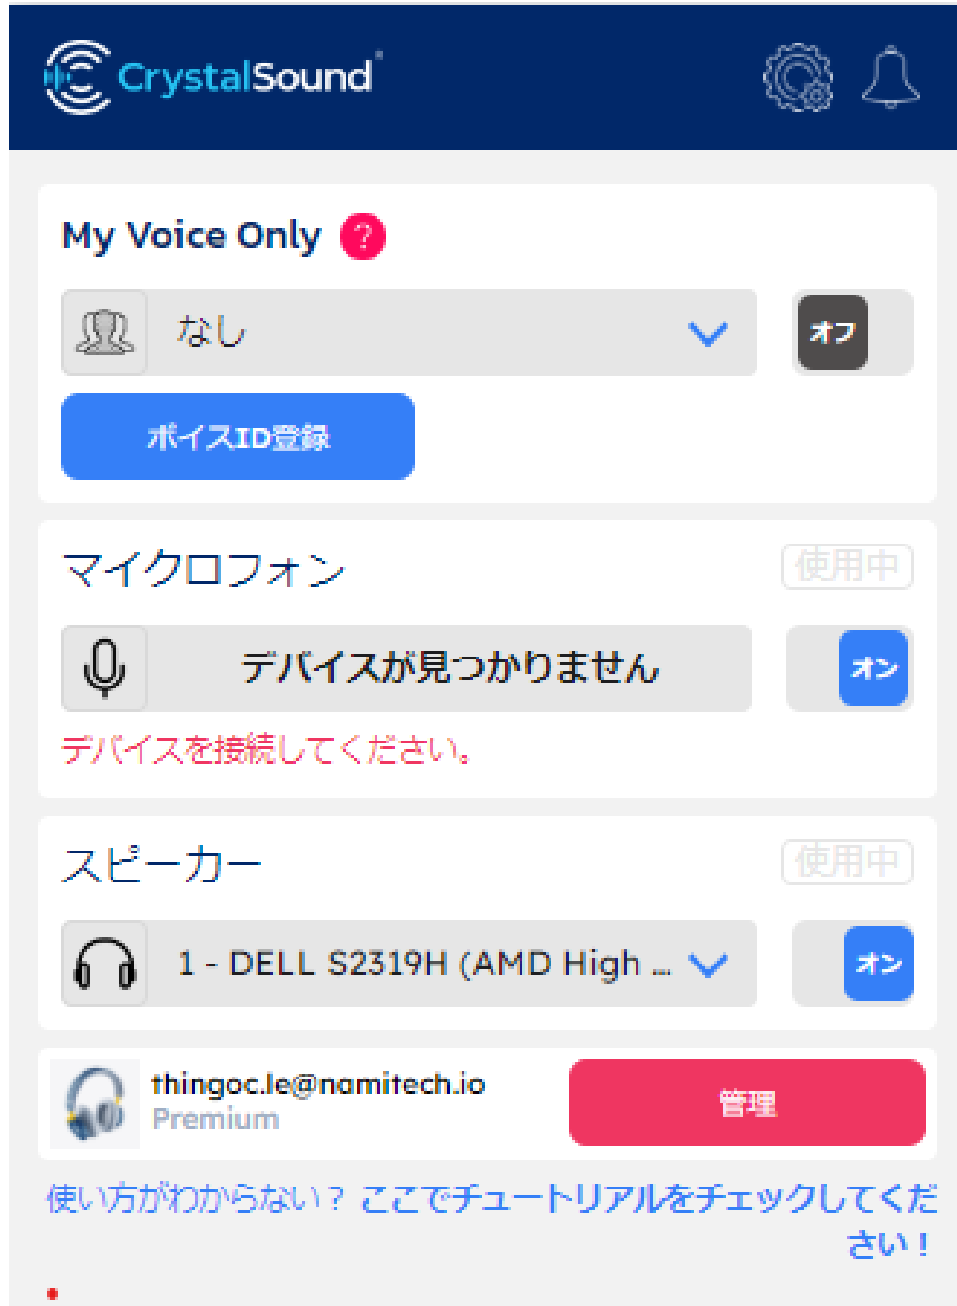 CrystalSound
My Voice Only ?
なし
オフ
ボイスID登録
マイクロフォン
使用中
デバイスが見つかりません
オン
デバイスを接続してください。
スピーカー
使用中
1 - DELL S2319H (AMD High ...
オン
thingoc.le@namitech.io
Premium
管理
使い方がわからない？ ここでチュートリアルをチェックしてくだ
さい！